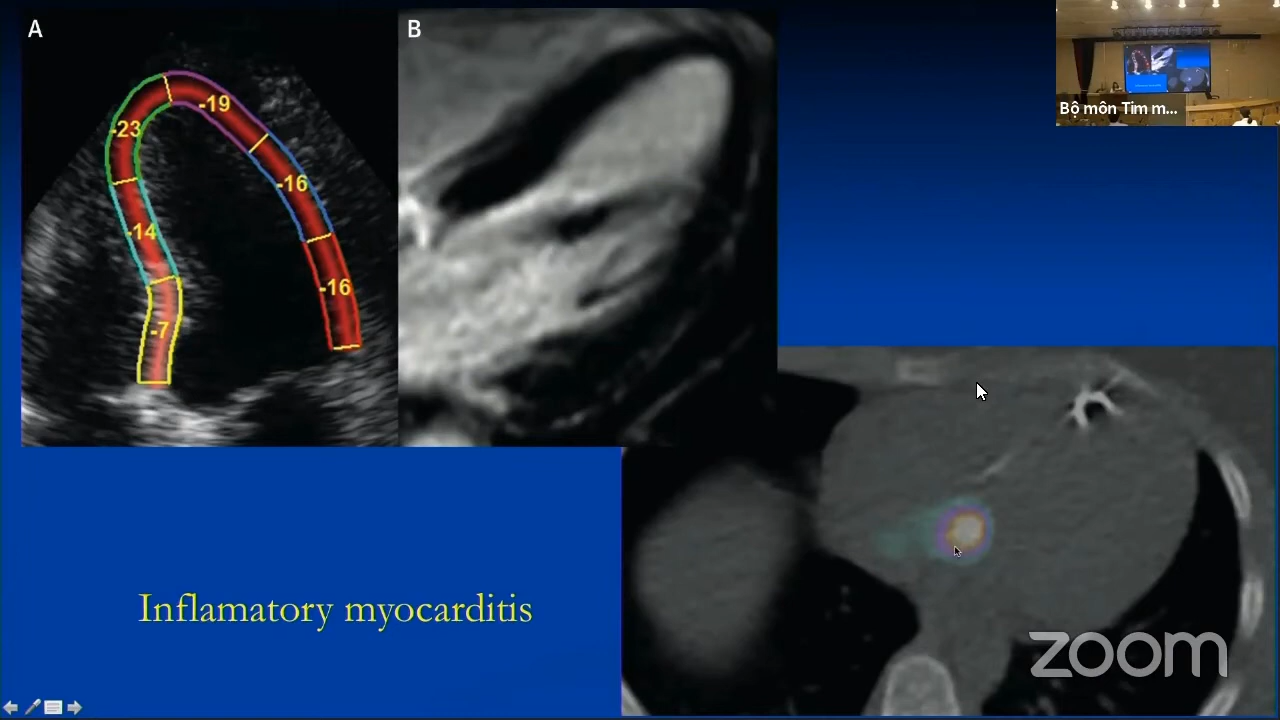 A
B
Bộ môn Tim m...
-19
-23
-16
-14
-16
-7
Inflamatory myocarditis
zoom